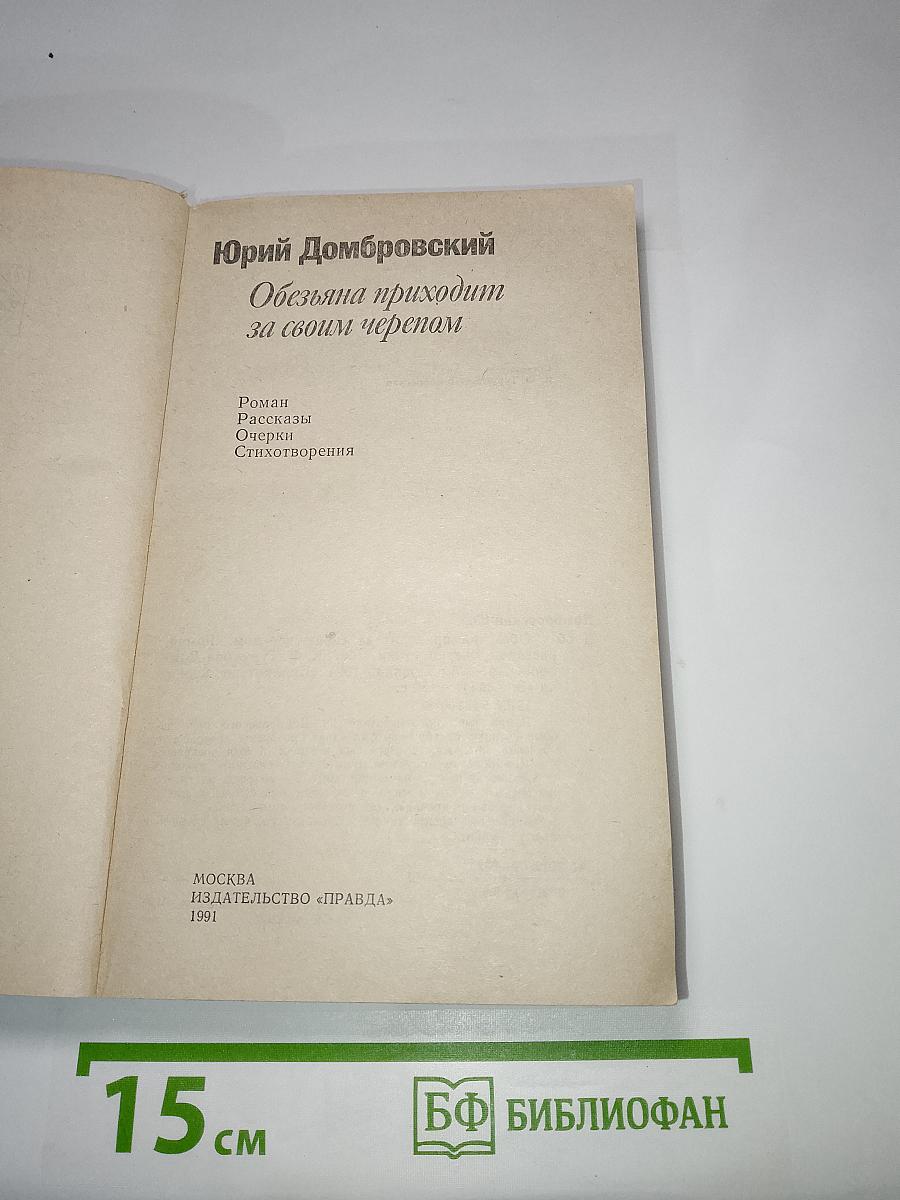 Юрий Домбровский
Обезьяна приходит
за своим черепом
Роман
Рассказы
Очерки
Стихотворения
МОСКВА
ИЗДАТЕЛЬСТВО «ПРАВДА»
1991
15 см
БФ БИБЛИОФАН